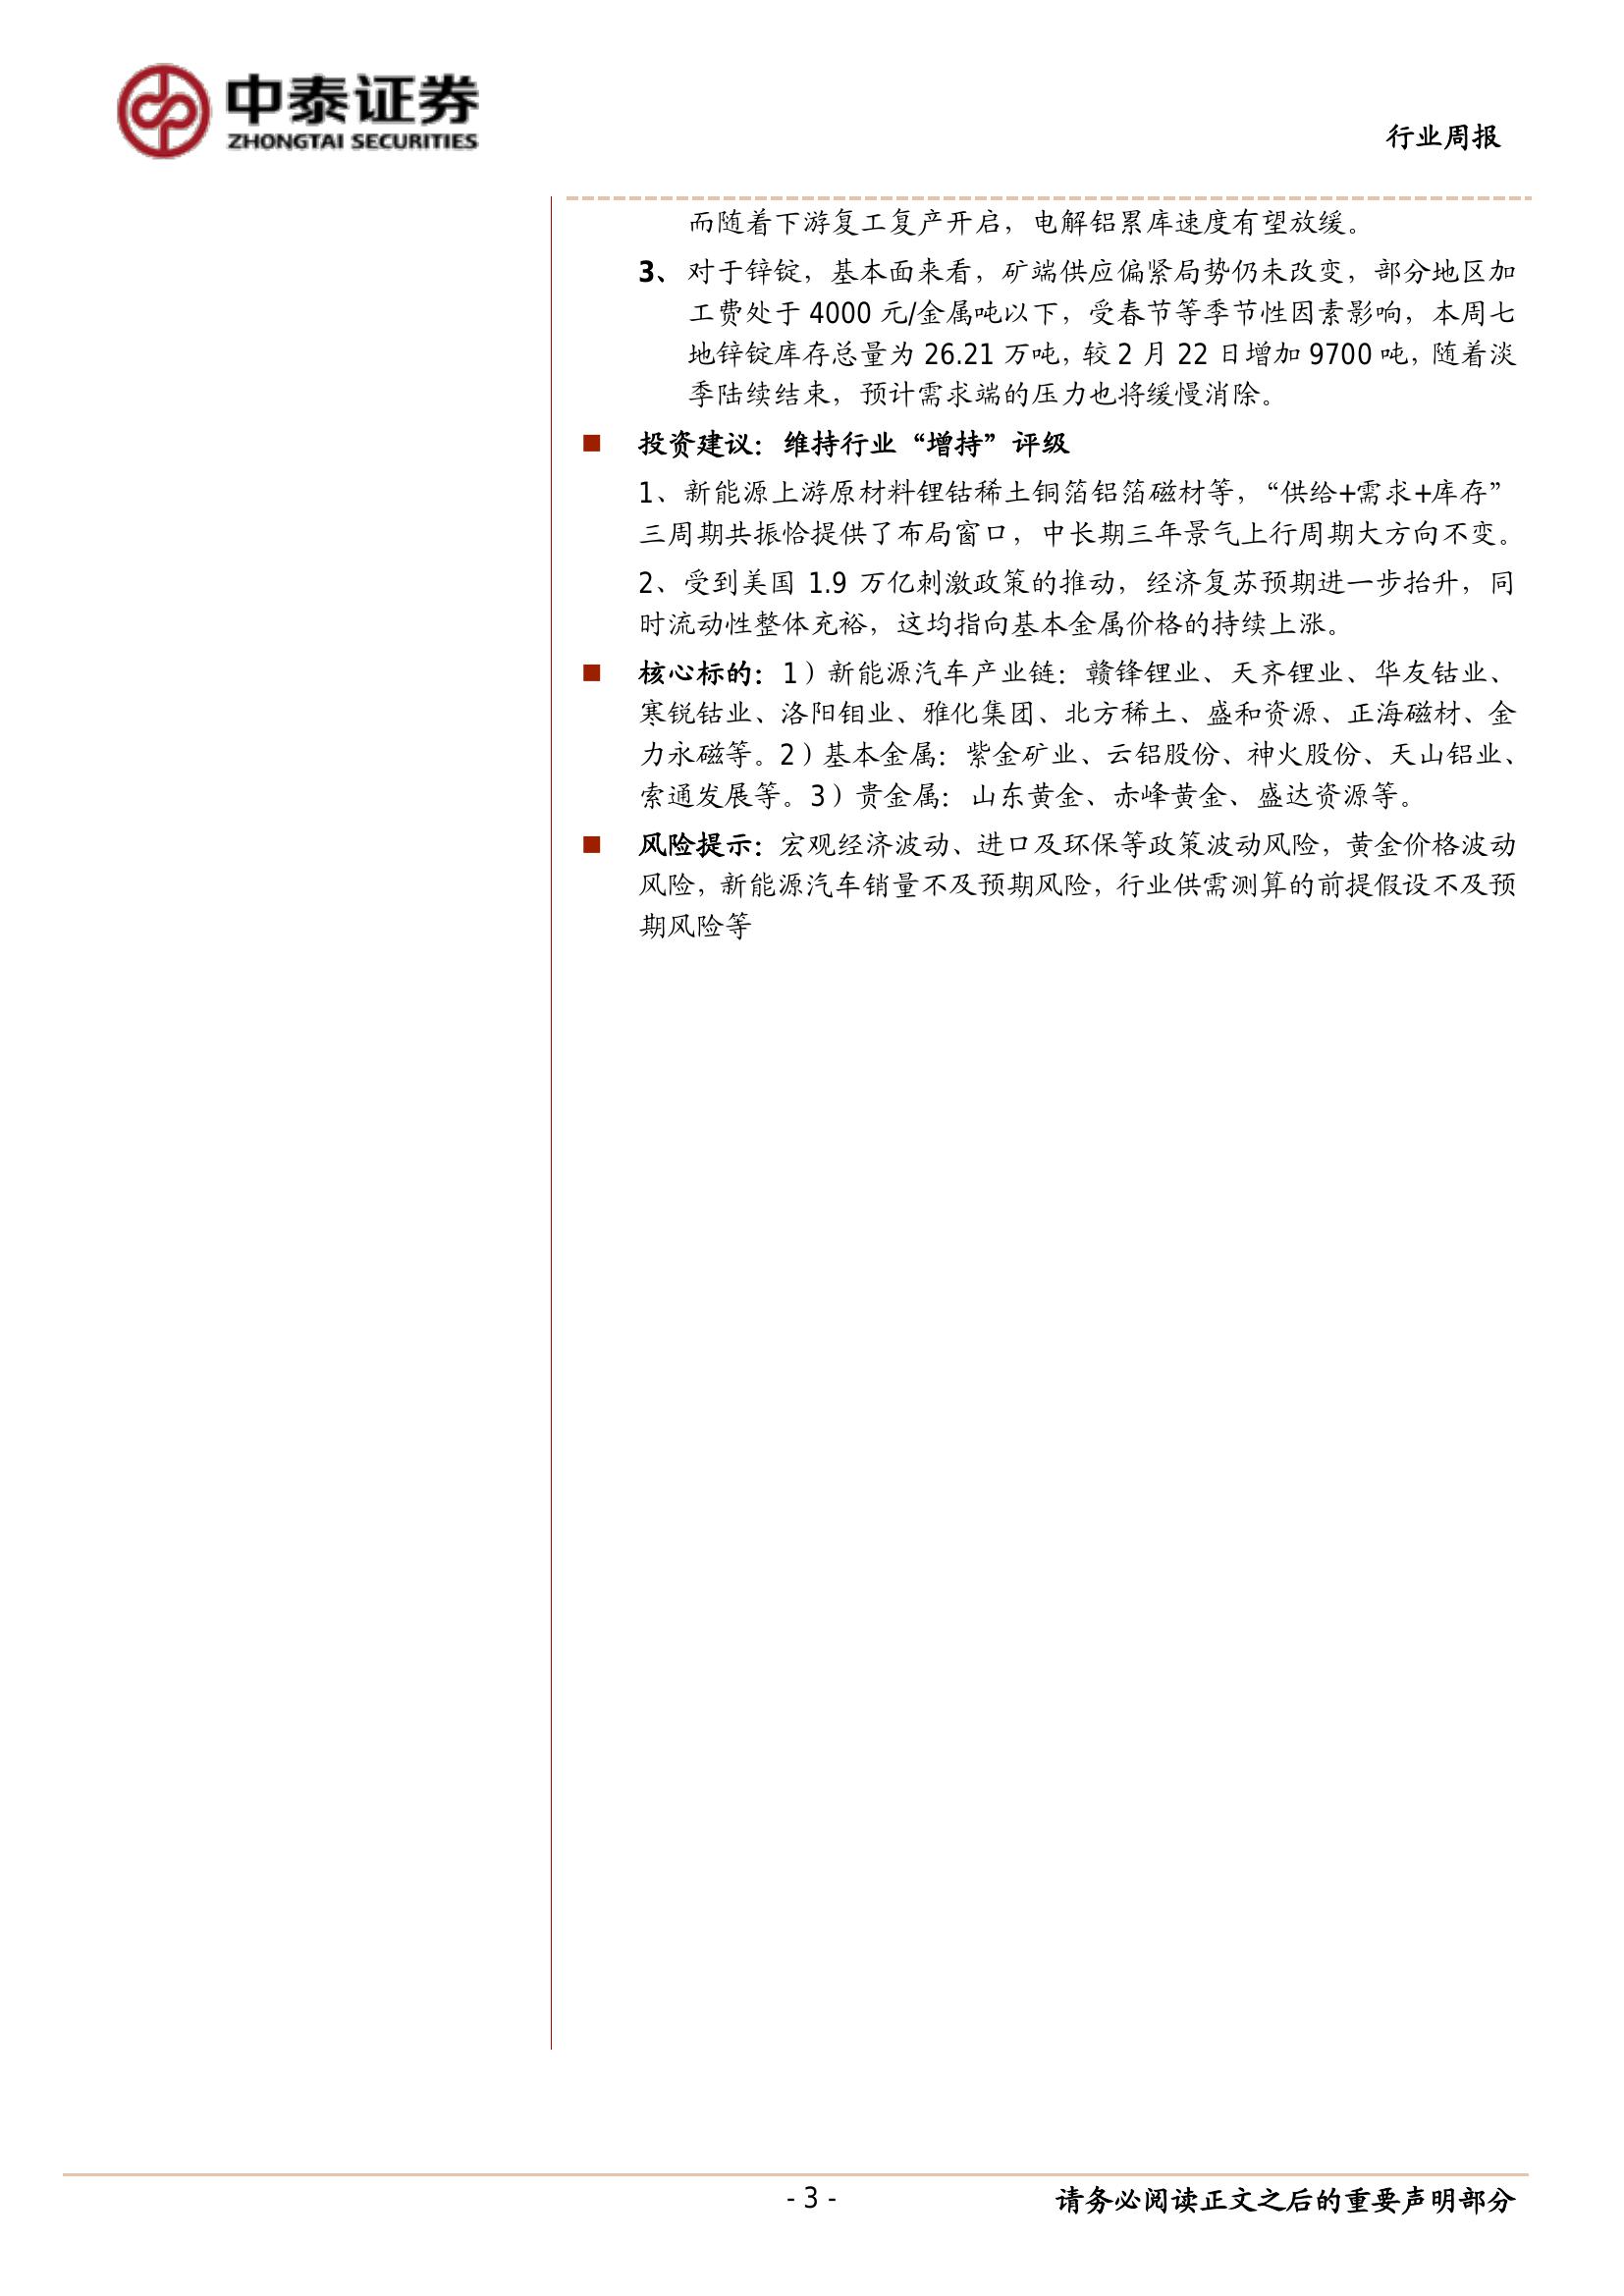 中泰证券
ZHONGTAI SECURITIES
行业周报
而随着下游复工复产开启，电解铝累库速度有望放缓。
3、对于锌锭，基本面来看，矿端供应偏紧局势仍未改变，部分地区加
工费处于 4000 元/金属吨以下，受春节等季节性因素影响，本周七
地锌锭库存总量为 26.21 万吨，较 2 月 22 日增加 9700 吨，随着淡
季陆续结束，预计需求端的压力也将缓慢消除。
■ 投资建议：维持行业“增持”评级
1、新能源上游原材料锂钴稀土铜箔铝箔磁材等，“供给+需求+库存”
三周期共振恰提供了布局窗口，中长期三年景气上行周期大方向不变。
2、受到美国 1.9 万亿刺激政策的推动，经济复苏预期进一步抬升，同
时流动性整体充裕，这均指向基本金属价格的持续上涨。
■ 核心标的：1）新能源汽车产业链：赣锋锂业、天齐锂业、华友钴业、
寒锐钴业、洛阳钼业、雅化集团、北方稀土、盛和资源、正海磁材、金
力永磁等。2）基本金属：紫金矿业、云铝股份、神火股份、天山铝业、
索通发展等。3）贵金属：山东黄金、赤峰黄金、盛达资源等。
■ 风险提示：宏观经济波动、进口及环保等政策波动风险，黄金价格波动
风险，新能源汽车销量不及预期风险，行业供需测算的前提假设不及预
期风险等
- 3 -
请务必阅读正文之后的重要声明部分